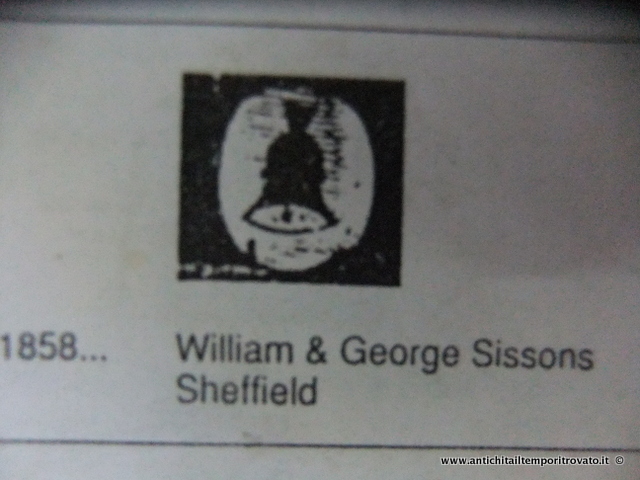 1858... William & George Sissons
Sheffield
www.antichitailtemporitrovato.it ©